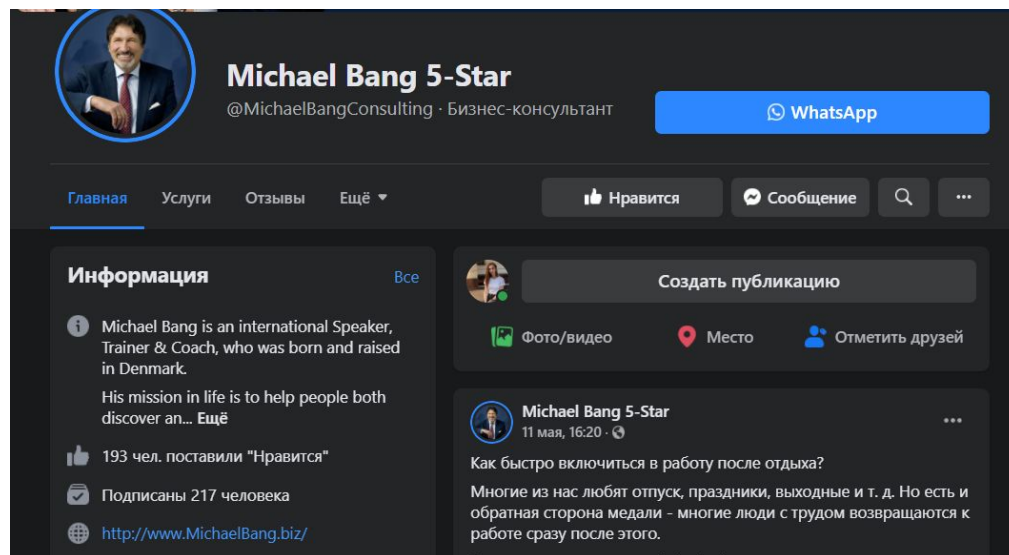 Michael Bang 5-Star
@MichaelBangConsulting · Бизнес-консультант
WhatsApp
Главная
Услуги
Отзывы
Ещё
Нравится
Сообщение
Информация
Все
Michael Bang is an international Speaker,
Trainer & Coach, who was born and raised
in Denmark.
His mission in life is to help people both
discover an... Ещё
193 чел. поставили "Нравится"
Подписаны 217 человека
http://www.MichaelBang.biz/
Создать публикацию
Фото/видео
Место
Отметить друзей
Michael Bang 5-Star
11 мая, 16:20 ·
Как быстро включиться в работу после отдыха?
Многие из нас любят отпуск, праздники, выходные и т. д. Но есть и
обратная сторона медали - многие люди с трудом возвращаются к
работе сразу после этого.